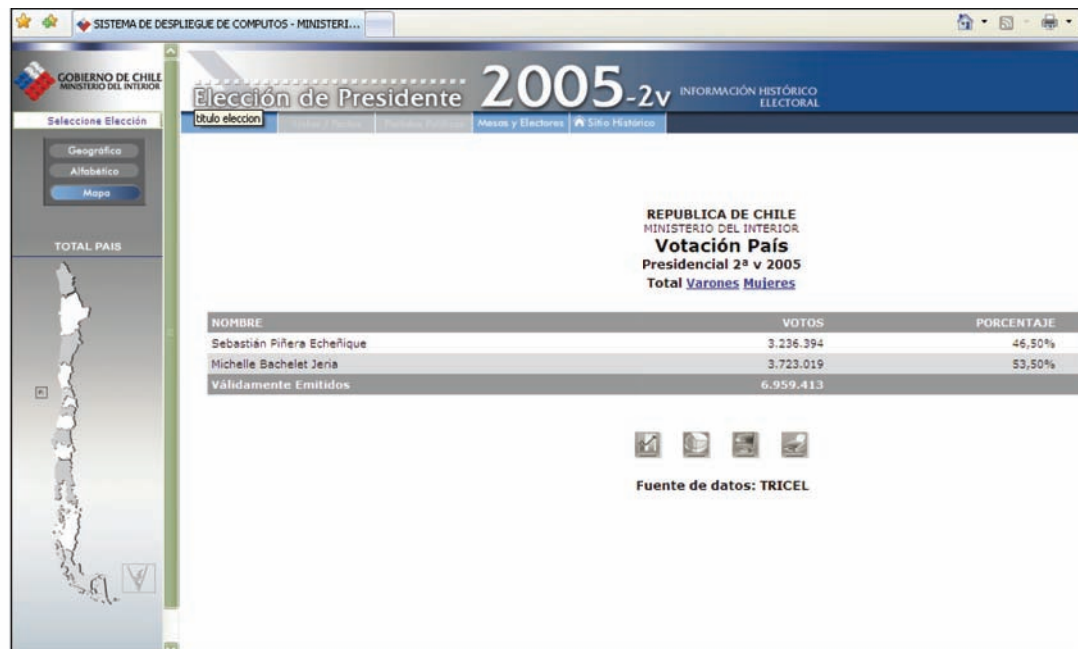 SISTEMA DE DESPLIEGUE DE COMPUTOS - MINISTERI...
GOBIERNO DE CHILE
MINISTERIO DEL INTERIOR
Elección de Presidente 2005-2v INFORMACIÓN HISTÓRICO
ELECTORAL
Seleccione Elección
titulo eleccion
Mesas y Electores
Sitio Histórico
Geográfico
Alfabético
Mapa
TOTAL PAIS
REPUBLICA DE CHILE
MINISTERIO DEL INTERIOR
Votación País
Presidencial 2ª v 2005
Total Varones Mujeres
NOMBRE VOTOS PORCENTAJE
Sebastián Piñera Echeñique 3.236.394 46,50%
Michelle Bachelet Jeria 3.723.019 53,50%
Válidamente Emitidos 6.959.413
Fuente de datos: TRICEL